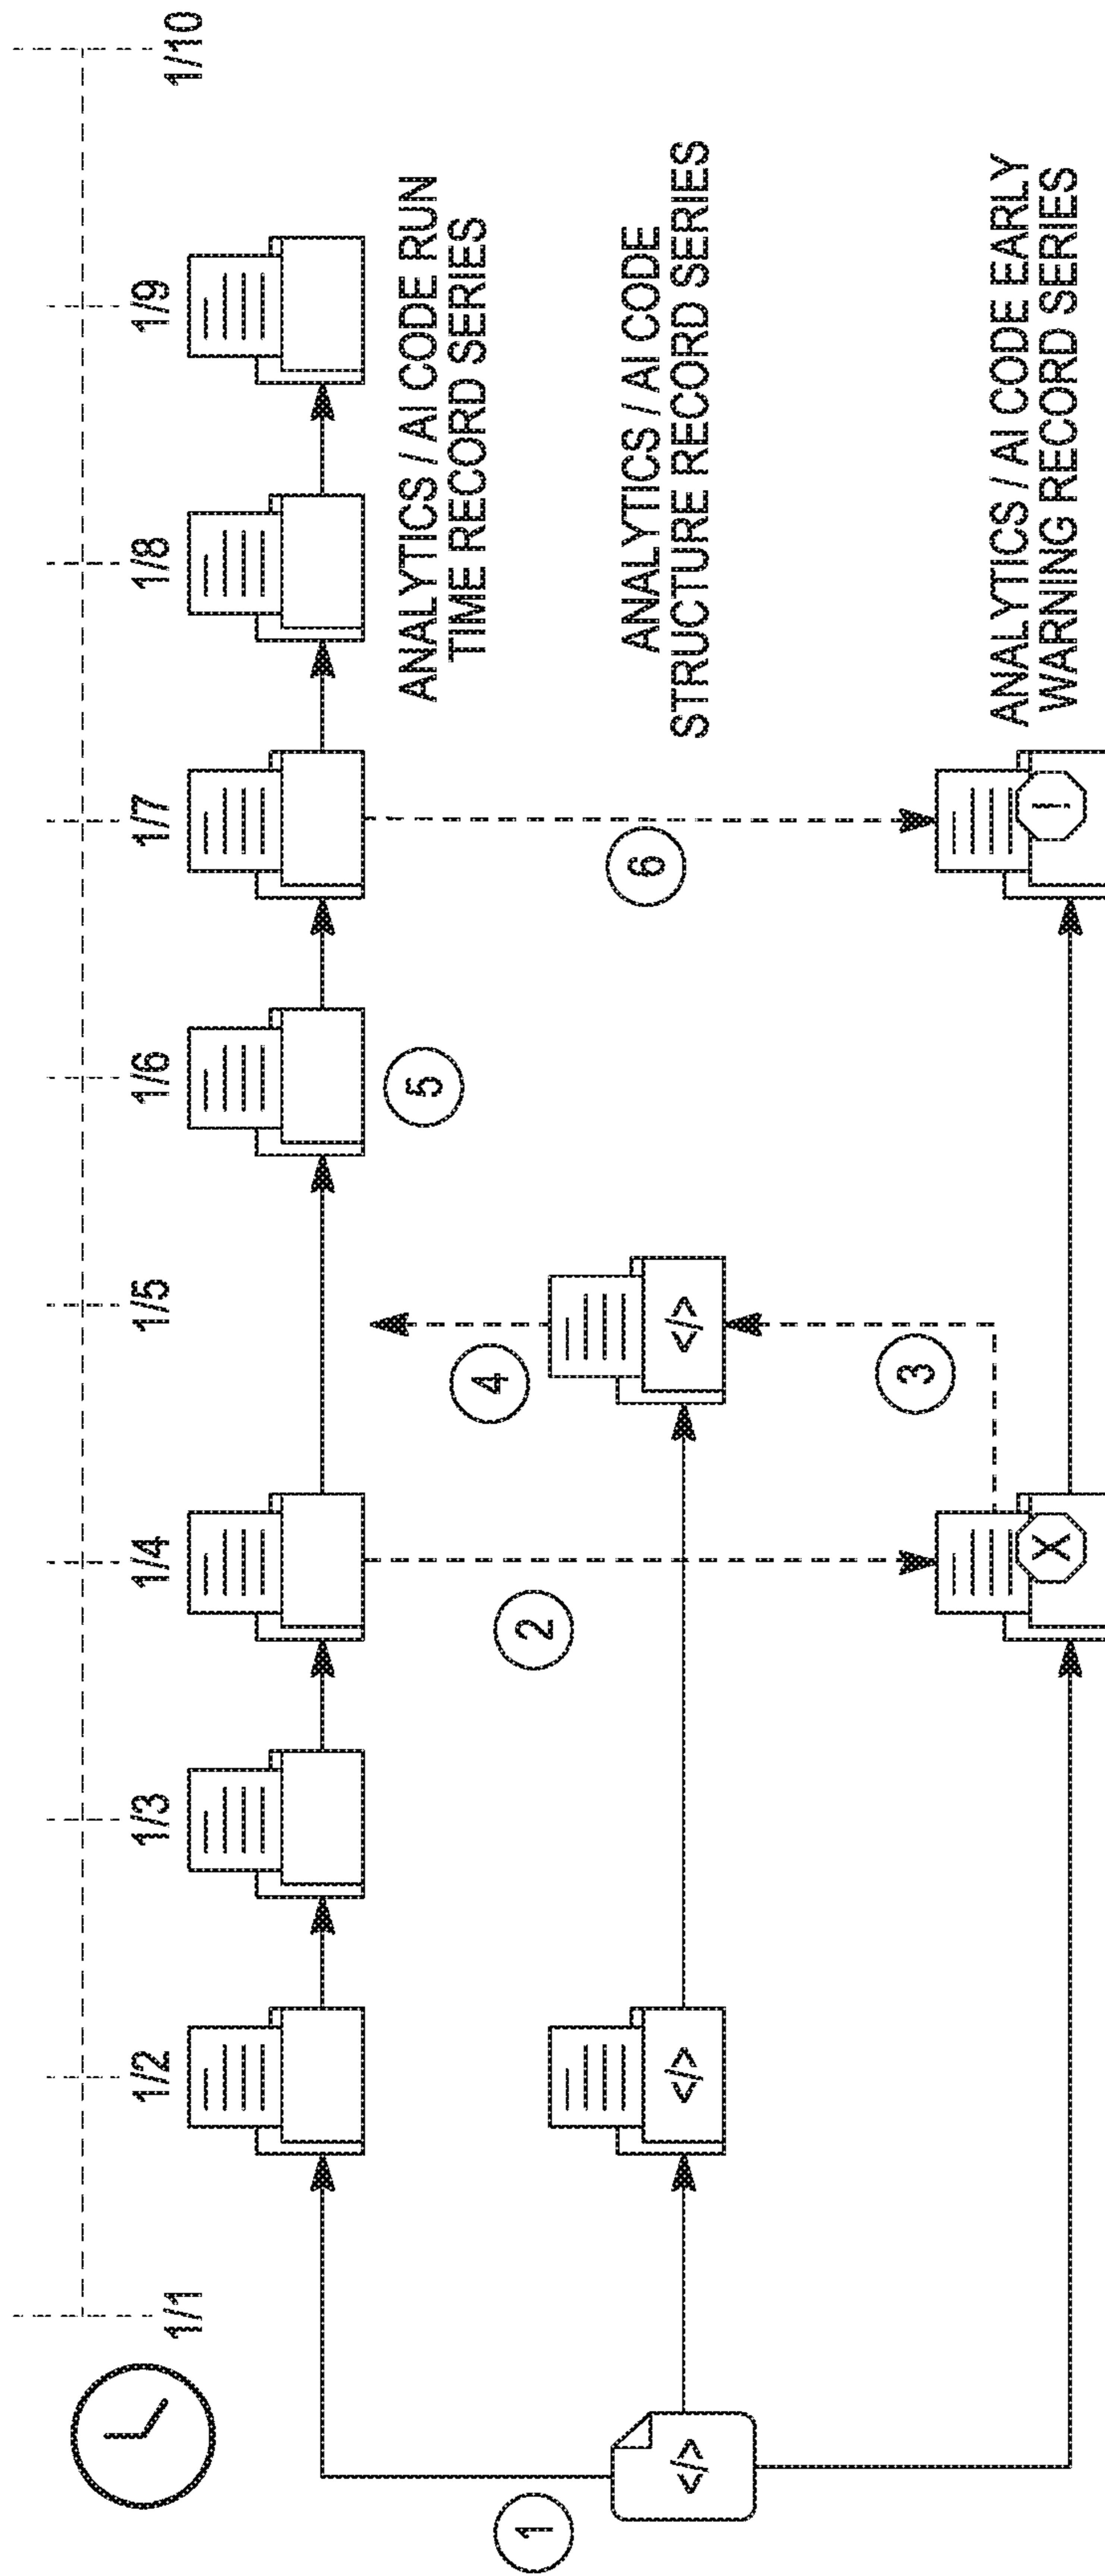 1/1
1/2
1/3
1/4
1/5
1/6
1/7
1/8
1/9
1/10
ANALYTICS / AI CODE RUN
TIME RECORD SERIES
1
2
3
4
5
6
</>
</>
</>
ANALYTICS / AI CODE
STRUCTURE RECORD SERIES
X
!
ANALYTICS / AI CODE EARLY
WARNING RECORD SERIES